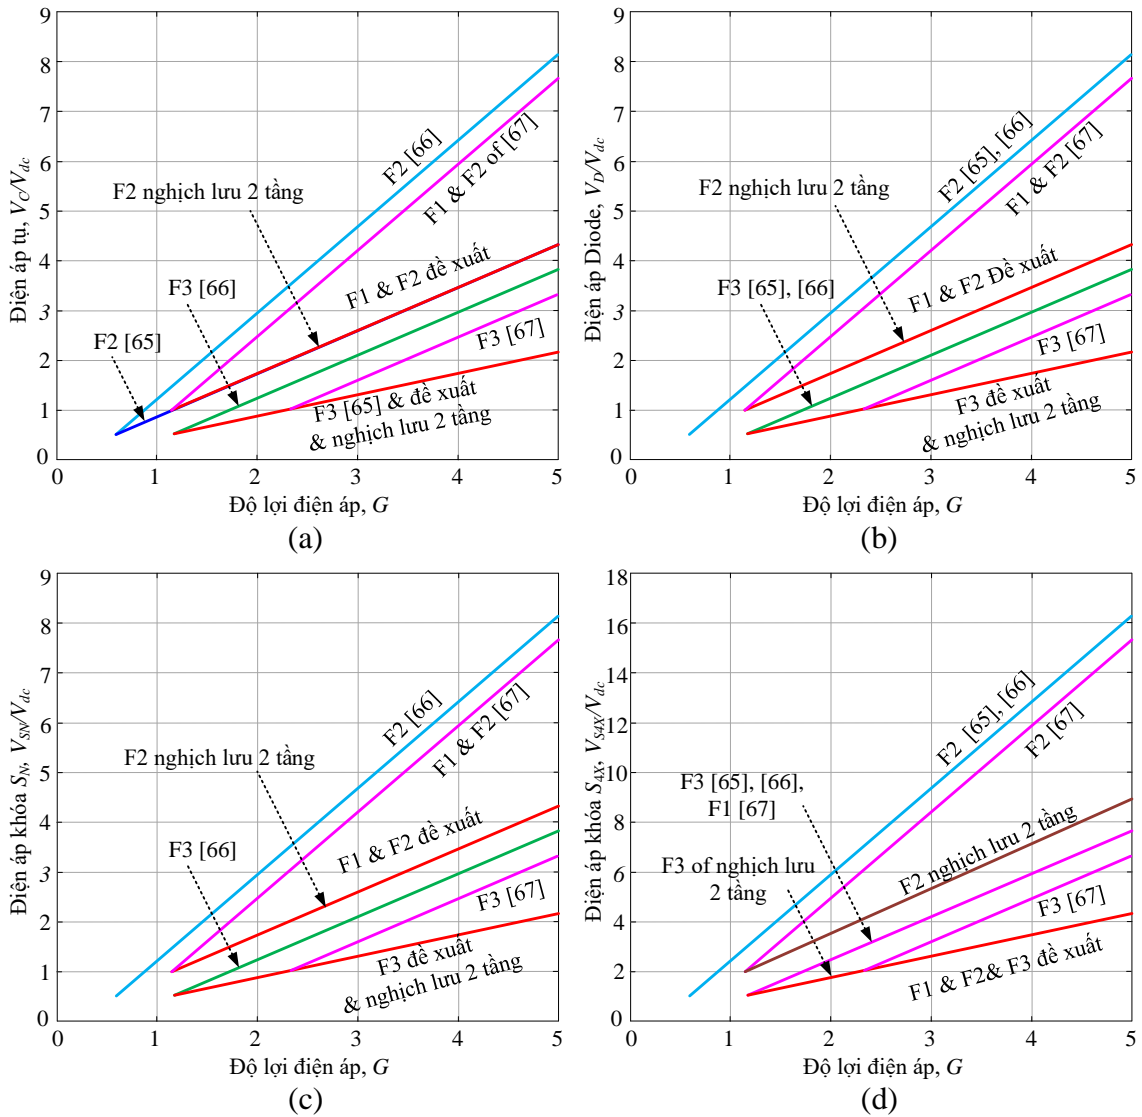 9
8
7
6
5
4
3
2
1
0
0 1 2 3 4 5
Điện áp tụ, V_C/V_dc
F2 [66]
F1 & F2 of [67]
F2 nghịch lưu 2 tầng
F3 [66]
F1 & F2 đề xuất
F2 [65]
F3 [67]
F3 [65] & đề xuất
& nghịch lưu 2 tầng
Độ lợi điện áp, G
(a)
9
8
7
6
5
4
3
2
1
0
0 1 2 3 4 5
Điện áp Diode, V_D/V_dc
F2 [65], [66]
F1 & F2 [67]
F2 nghịch lưu 2 tầng
F3 [65], [66]
F1 & F2 Đề xuất
F3 [67]
F3 đề xuất
& nghịch lưu 2 tầng
Độ lợi điện áp, G
(b)
9
8
7
6
5
4
3
2
1
0
0 1 2 3 4 5
Điện áp khóa S_N, V_SN/V_dc
F2 [66]
F1 & F2 [67]
F2 nghịch lưu 2 tầng
F3 [66]
F1 & F2 đề xuất
F3 [67]
F3 đề xuất
& nghịch lưu 2 tầng
Độ lợi điện áp, G
(c)
18
16
14
12
10
8
6
4
2
0
0 1 2 3 4 5
Điện áp khóa S_4X, V_S4X/V_dc
F2 [65], [66]
F2 [67]
F3 [65], [66],
F1 [67]
F3 of nghịch lưu
2 tầng
F2 nghịch lưu 2 tầng
F3 [67]
F1 & F2& F3 đề xuất
Độ lợi điện áp, G
(d)